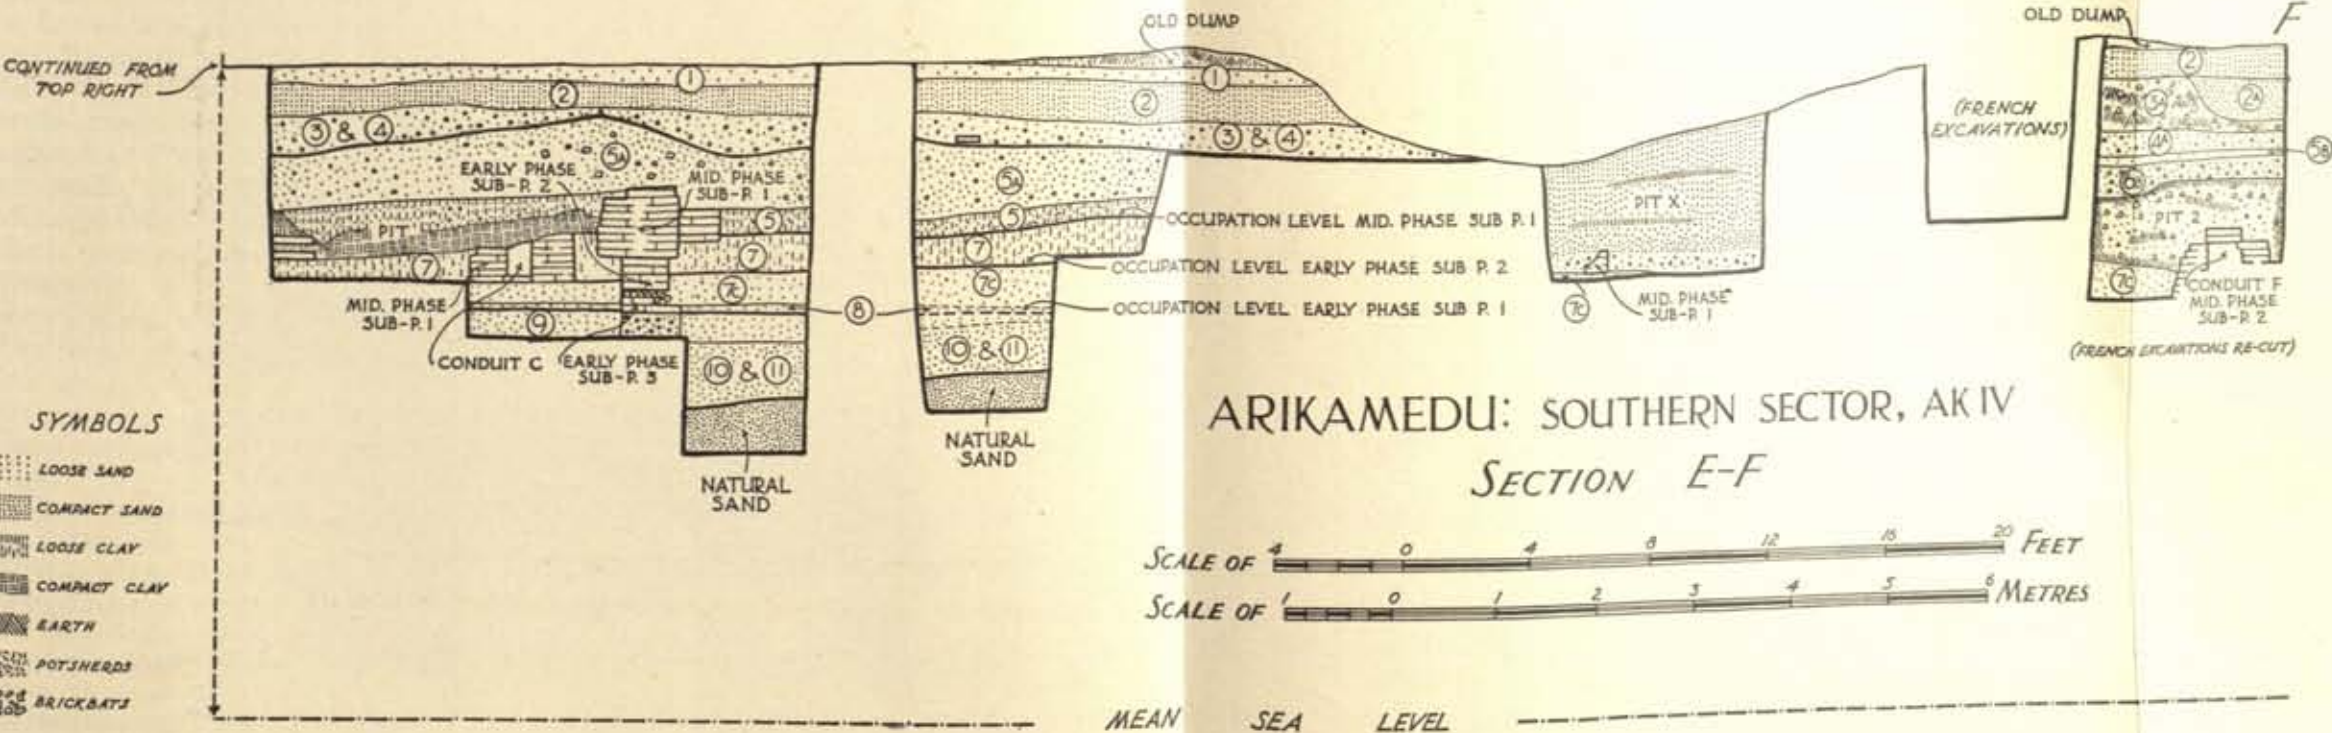 CONTINUED FROM
TOP RIGHT
OLD DUMP
OLD DUMP
F
1
2
3 & 4
5A
EARLY PHASE
SUB-P. 2
MID. PHASE
SUB-P. 1
PIT
5
7
7
7C
8
9
MID. PHASE
SUB-P. 1
CONDUIT C
EARLY PHASE
SUB-P. 3
10 & 11
NATURAL
SAND
1
2
3 & 4
5A
5
7
7C
10 & 11
NATURAL
SAND
OCCUPATION LEVEL MID. PHASE SUB P. 1
OCCUPATION LEVEL EARLY PHASE SUB P. 2
OCCUPATION LEVEL EARLY PHASE SUB P. 1
PIT X
7C
MID. PHASE
SUB-P. 1
(FRENCH
EXCAVATIONS)
2
2A
3A
4A
5B
6
PIT 2
7C
CONDUIT F
MID. PHASE
SUB-P. 2
(FRENCH EXCAVATIONS RE-CUT)
SYMBOLS
LOOSE SAND
COMPACT SAND
LOOSE CLAY
COMPACT CLAY
EARTH
POTSHERDS
BRICKBATS
ARIKAMEDU: SOUTHERN SECTOR, AK IV
SECTION E-F
SCALE OF 4 0 4 8 12 16 20 FEET
SCALE OF 1 0 1 2 3 4 5 6 METRES
MEAN SEA LEVEL